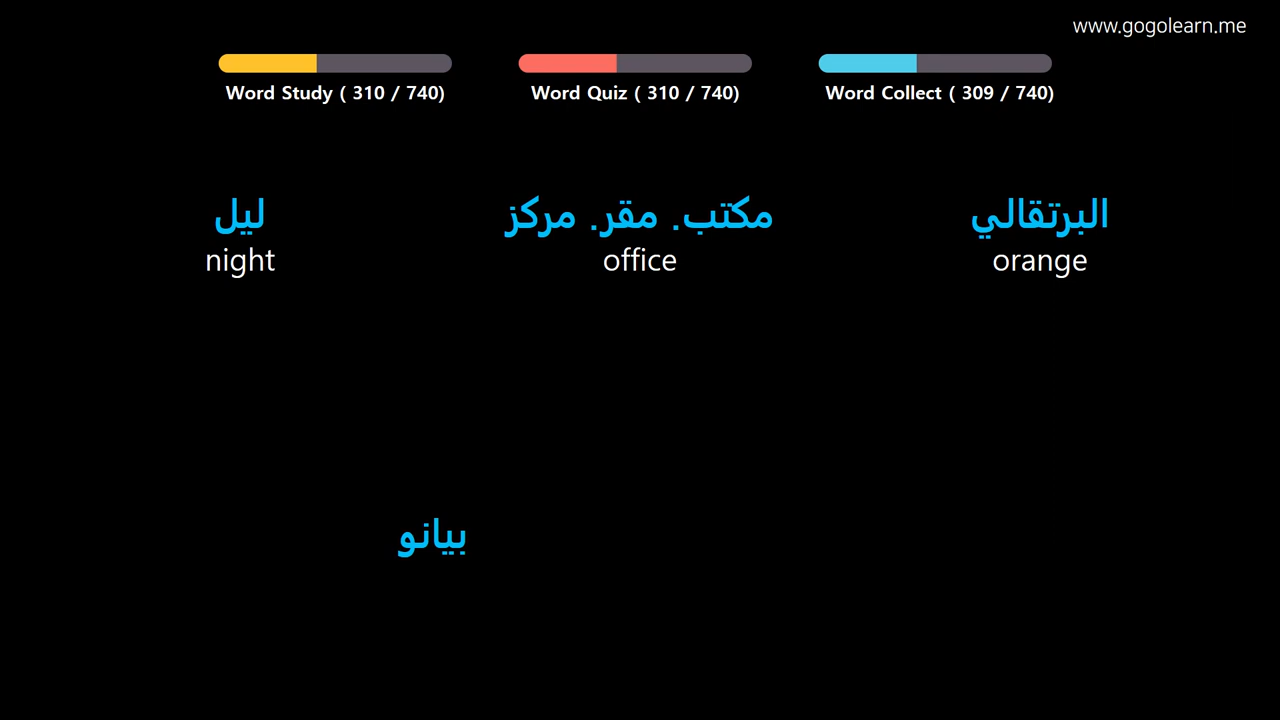 www.gogolearn.me
Word Study ( 310 / 740)
Word Quiz ( 310 / 740)
Word Collect ( 309 / 740)
ليل
night
مكتب. مقر. مركز
office
البرتقالي
orange
بيانو